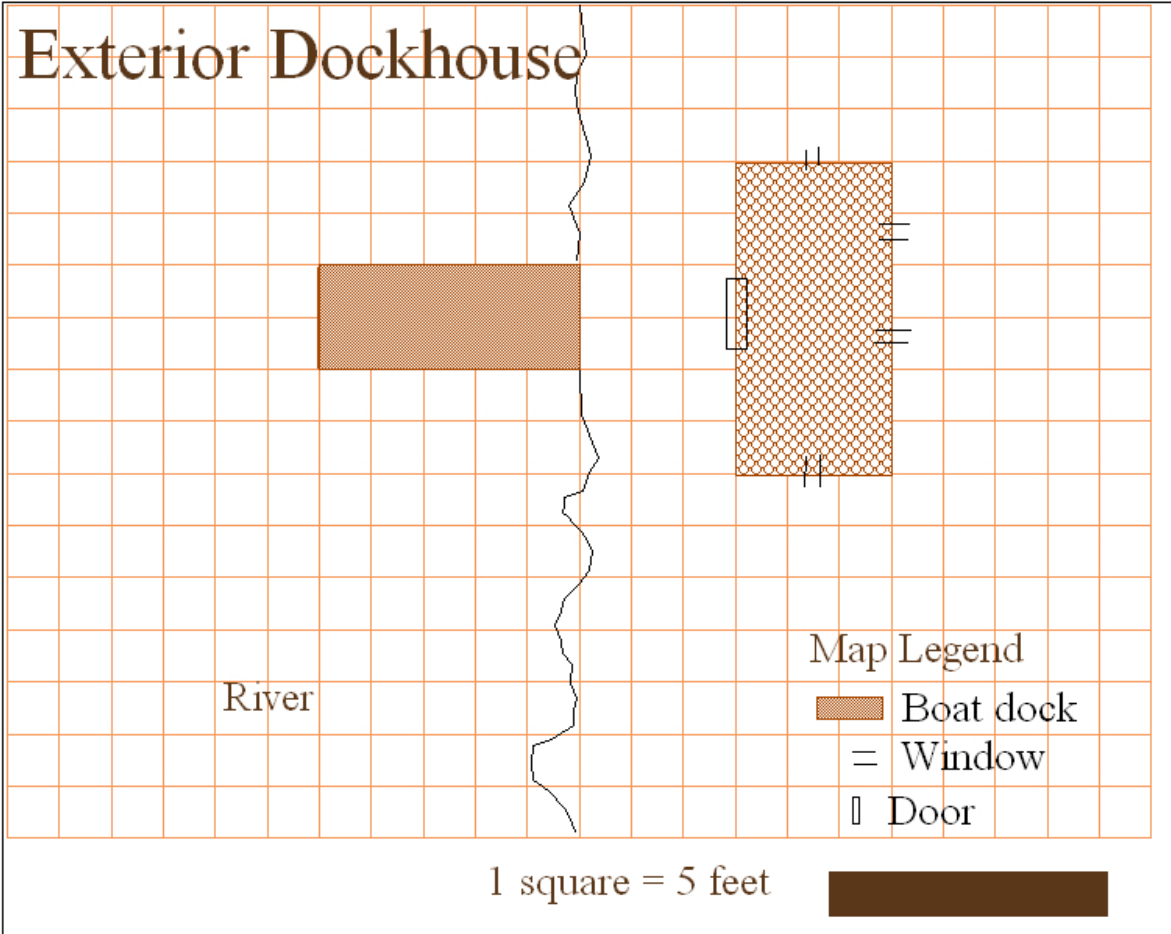 Exterior Dockhouse
River
Map Legend
Boat dock
Window
Door
1 square = 5 feet